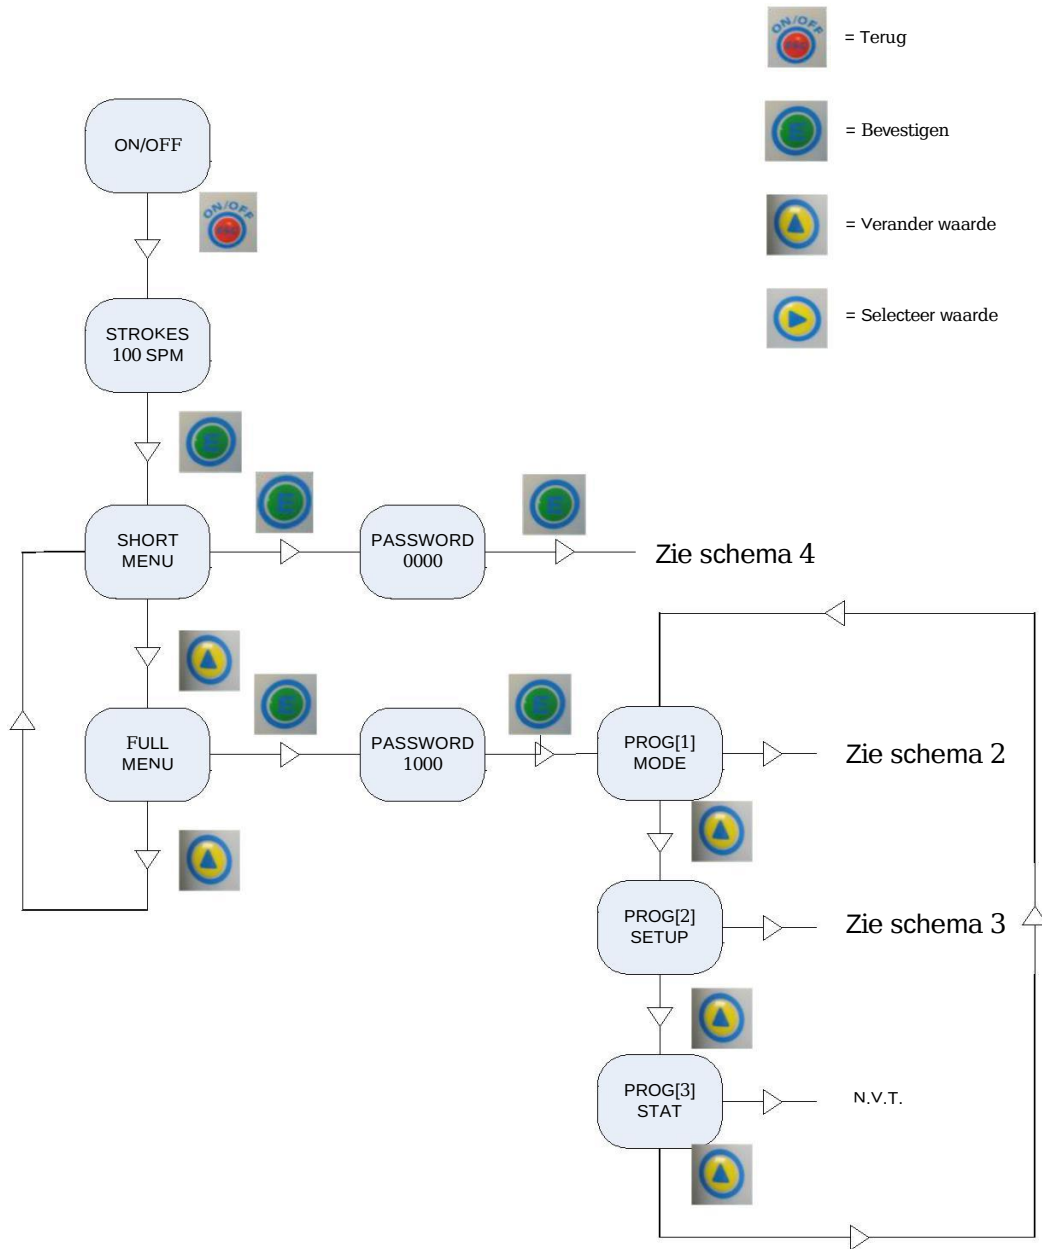 ON/OFF
= Terug
E
= Bevestigen
= Verander waarde
= Selecteer waarde
ON/OFF
ON/OFF
STROKES
100 SPM
E
E
E
SHORT
MENU
PASSWORD
0000
Zie schema 4
E
E
FULL
MENU
PASSWORD
1000
PROG[1]
MODE
Zie schema 2
PROG[2]
SETUP
Zie schema 3
PROG[3]
STAT
N.V.T.